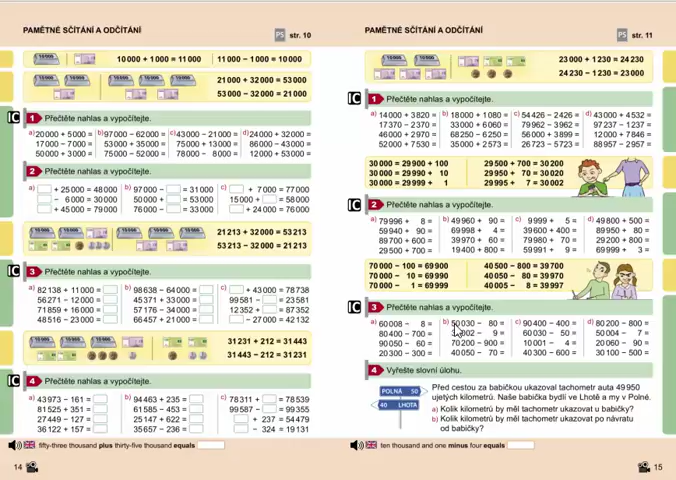 PAMĚTNÉ SČÍTÁNÍ A ODČÍTÁNÍ
PS str. 10
10 000 + 1 000 = 11 000 11 000 − 1 000 = 10 000
21 000 + 32 000 = 53 000
53 000 − 32 000 = 21 000
1 Přečtěte nahlas a vypočítejte.
a) 20 000 + 5 000 = b) 97 000 − 62 000 = c) 43 000 − 21 000 = d) 24 000 + 32 000 =
17 000 − 7 000 = 53 000 + 35 000 = 75 000 + 13 000 = 86 000 − 43 000 =
50 000 + 3 000 = 75 000 − 52 000 = 78 000 − 8 000 = 12 000 + 53 000 =
2 Přečtěte nahlas a vypočítejte.
a) + 25 000 = 48 000 b) 97 000 − = 31 000 c) + 7 000 = 77 000
− 6 000 = 30 000 50 000 + = 53 000 15 000 + = 58 000
+ 45 000 = 79 000 76 000 − = 33 000 + 24 000 = 76 000
21 213 + 32 000 = 53 213
53 213 − 32 000 = 21 213
3 Přečtěte nahlas a vypočítejte.
a) 82 138 + 11 000 = b) 98 638 − 64 000 = c) + 43 000 = 78 738
56 271 − 12 000 = 45 371 + 33 000 = 99 581 − = 23 581
71 859 + 16 000 = 57 176 − 34 000 = 12 352 + = 87 352
48 516 − 23 000 = 66 457 + 21 000 = − 27 000 = 42 132
31 231 + 212 = 31 443
31 443 − 212 = 31 231
4 Přečtěte nahlas a vypočítejte.
a) 43 973 − 161 = b) 94 463 + 235 = c) 78 311 + = 78 539
81 525 + 351 = 61 585 − 453 = 99 587 − = 99 355
27 449 − 127 = 25 147 + 622 = + 237 = 54 479
36 122 + 157 = 35 657 − 236 = − 324 = 19 131
fifty-three thousand plus thirty-five thousand equals
14
PAMĚTNÉ SČÍTÁNÍ A ODČÍTÁNÍ
PS str. 11
23 000 + 1 230 = 24 230
24 230 − 1 230 = 23 000
1 Přečtěte nahlas a vypočítejte.
a) 14 000 + 3 820 = b) 18 000 + 1 080 = c) 54 426 − 2 426 = d) 43 000 + 4 532 =
17 370 − 2 370 = 33 000 + 6 060 = 79 962 − 3 962 = 97 237 − 1 237 =
46 000 + 2 970 = 68 250 − 6 250 = 56 000 + 3 899 = 12 000 + 7 846 =
52 000 + 7 530 = 35 000 + 2 573 = 26 723 − 5 723 = 88 957 − 2 957 =
30 000 = 29 900 + 100 29 500 + 700 = 30 200
30 000 = 29 990 + 10 29 950 + 70 = 30 020
30 000 = 29 999 + 1 29 995 + 7 = 30 002
2 Přečtěte nahlas a vypočítejte.
a) 79 996 + 8 = b) 49 960 + 90 = c) 9 999 + 5 = d) 49 800 + 500 =
59 940 + 90 = 69 998 + 4 = 39 600 + 400 = 89 950 + 80 =
89 700 + 600 = 39 970 + 60 = 79 980 + 70 = 29 200 + 800 =
29 500 + 700 = 19 400 + 800 = 59 991 + 9 = 69 999 + 3 =
70 000 − 100 = 69 900 40 500 − 800 = 39 700
70 000 − 10 = 69 990 40 050 − 80 = 39 970
70 000 − 1 = 69 999 40 005 − 8 = 39 997
3 Přečtěte nahlas a vypočítejte.
a) 60 008 − 8 = b) 50 030 − 80 = c) 90 400 − 400 = d) 80 200 − 800 =
80 400 − 700 = 002 − 9 = 60 030 − 50 = 50 004 − 7 =
90 050 − 60 = 70 200 − 900 = 10 001 − 4 = 20 060 − 90 =
20 300 − 300 = 40 050 − 70 = 40 300 − 600 = 30 100 − 500 =
4 Vyřešte slovní úlohu.
POLNÁ 50
40 LHOTA
Před cestou za babičkou ukazoval tachometr auta 49 950
ujetých kilometrů. Naše babička bydlí ve Lhotě a my v Polné.
a) Kolik kilometrů by měl tachometr ukazovat u babičky?
b) Kolik kilometrů by měl tachometr ukazovat po návratu
od babičky?
ten thousand and one minus four equals
15